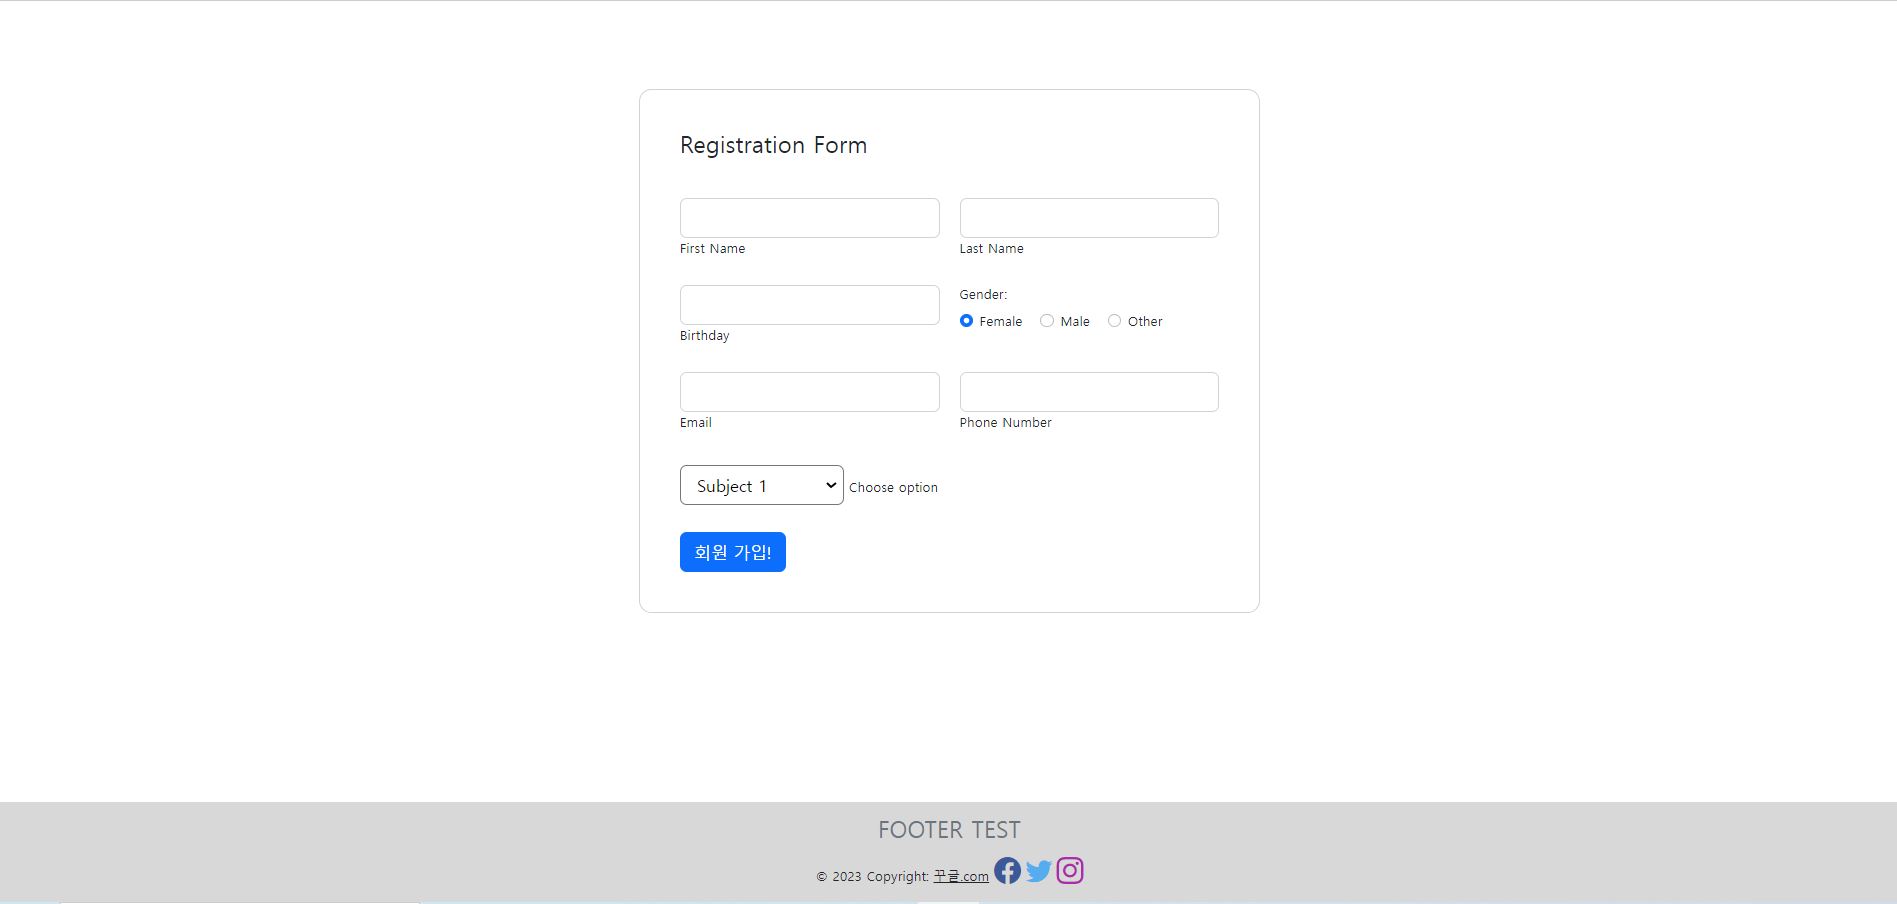 Registration Form
First Name
Last Name
Birthday
Gender:
Female Male Other
Email
Phone Number
Subject 1 Choose option
회원 가입!
FOOTER TEST
© 2023 Copyright: 꾸글.com